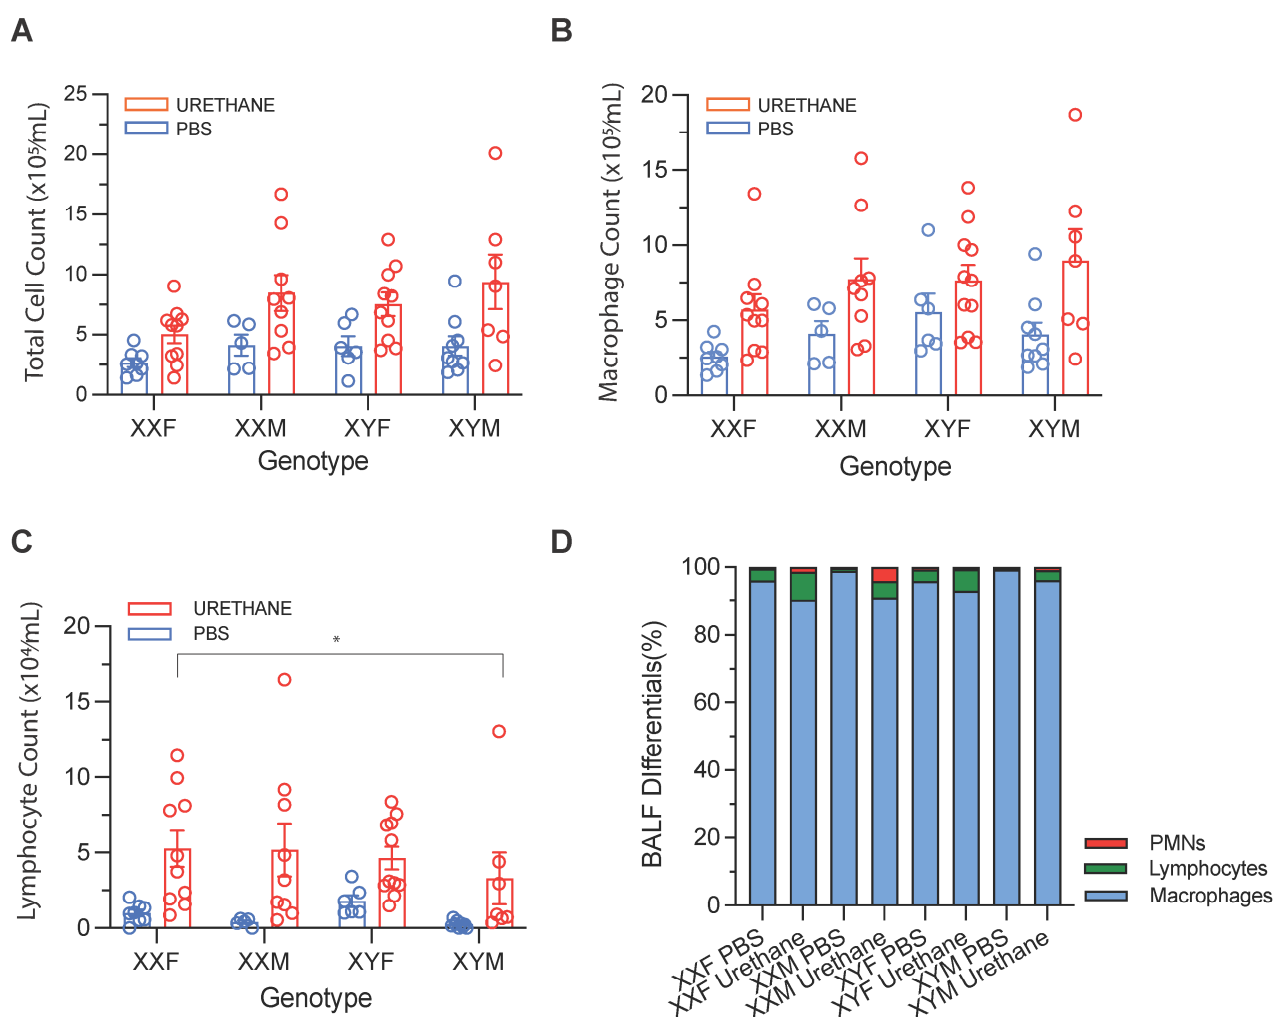 A
B
Total Cell Count (x10⁵/mL)
25
20
15
10
5
0
URETHANE
PBS
XXF XXM XYF XYM
Genotype
Macrophage Count (x10⁵/mL)
20
15
10
5
0
URETHANE
PBS
XXF XXM XYF XYM
Genotype
C
D
Lymphocyte Count (x10⁴/mL)
20
15
10
5
0
URETHANE
PBS
*
XXF XXM XYF XYM
Genotype
BALF DIfferentials(%)
100
80
60
40
20
0
XXF PBS
XXF Urethane
XXM PBS
XXM Urethane
XYF PBS
XYF Urethane
XYM PBS
XYM Urethane
PMNs
Lymphocytes
Macrophages